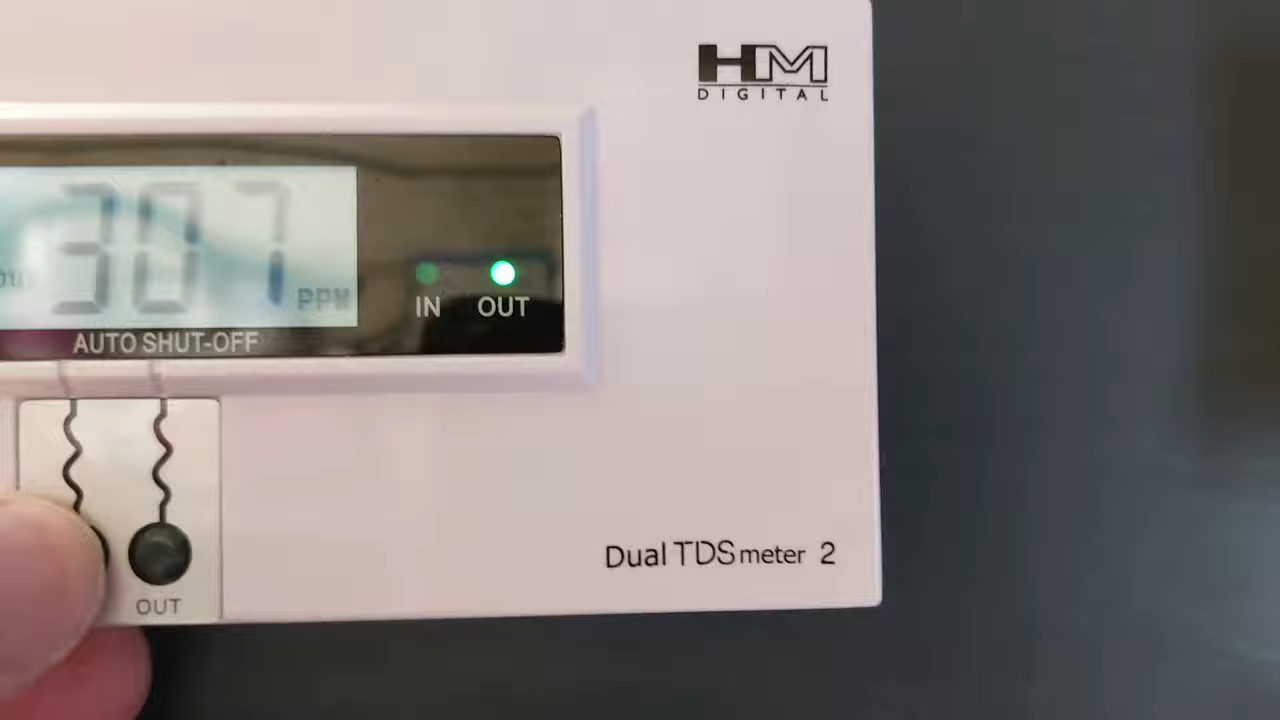 HM
DIGITAL
307
PPM
IN OUT
AUTO SHUT-OFF
OUT
Dual TDS meter 2